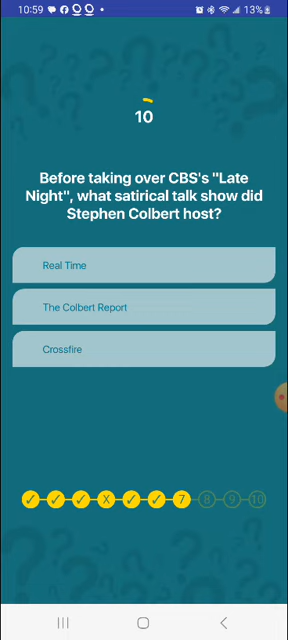 10:59
13%
10
Before taking over CBS's "Late
Night", what satirical talk show did
Stephen Colbert host?
Real Time
The Colbert Report
Crossfire
X 7 8 9 10